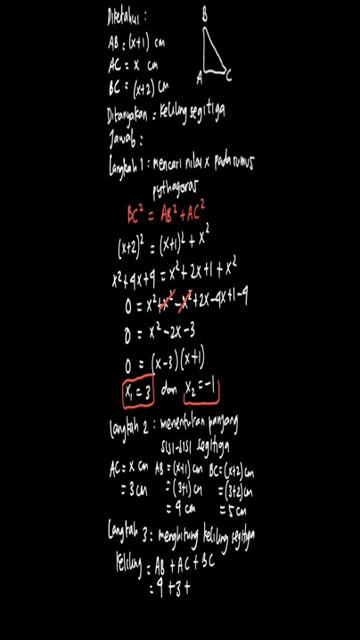 Diketahui:
B
AB = (x+1) cm
AC = x cm
BC = (x+2) cm
A
C
Ditanyakan = keliling segitiga
Jawab:
Langkah 1 : mencari nilai x pada rumus
pythagoras
BC² = AB² + AC²
(x+2)² = (x+1)² + x²
x² + 4x + 4 = x² + 2x + 1 + x²
0 = x² + x² - x² + 2x - 4x + 1 - 4
0 = x² - 2x - 3
0 = (x-3) (x+1)
x₁ = 3 dan x₂ = -1
Langkah 2 : menentukan panjang
sisi-sisi segitiga
AC = x cm AB = (x+1) cm BC = (x+2) cm
= 3 cm = (3+1) cm = (3+2) cm
= 4 cm = 5 cm
Langkah 3 : menghitung keliling segitiga
keliling = AB + AC + BC
= 4 + 3 +